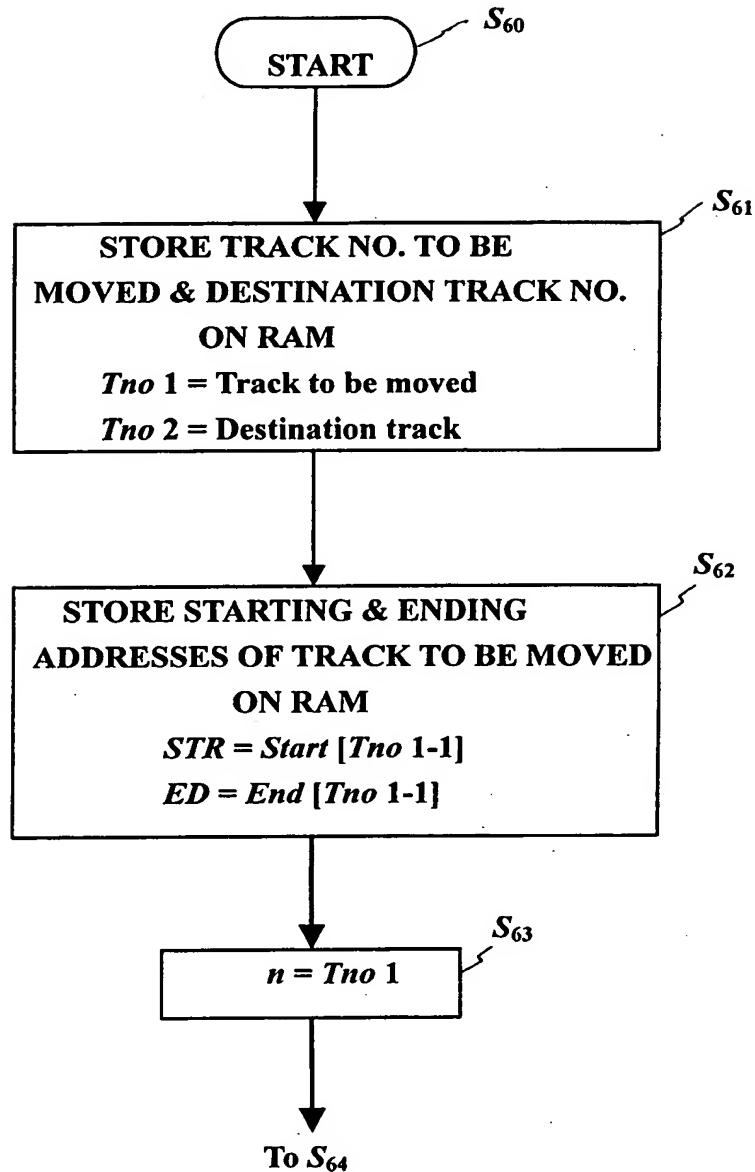 S60
START
S61
STORE TRACK NO. TO BE
MOVED & DESTINATION TRACK NO.
ON RAM
Tno 1 = Track to be moved
Tno 2 = Destination track
S62
STORE STARTING & ENDING
ADDRESSES OF TRACK TO BE MOVED
ON RAM
STR = Start [Tno 1-1]
ED = End [Tno 1-1]
S63
n = Tno 1
To S64